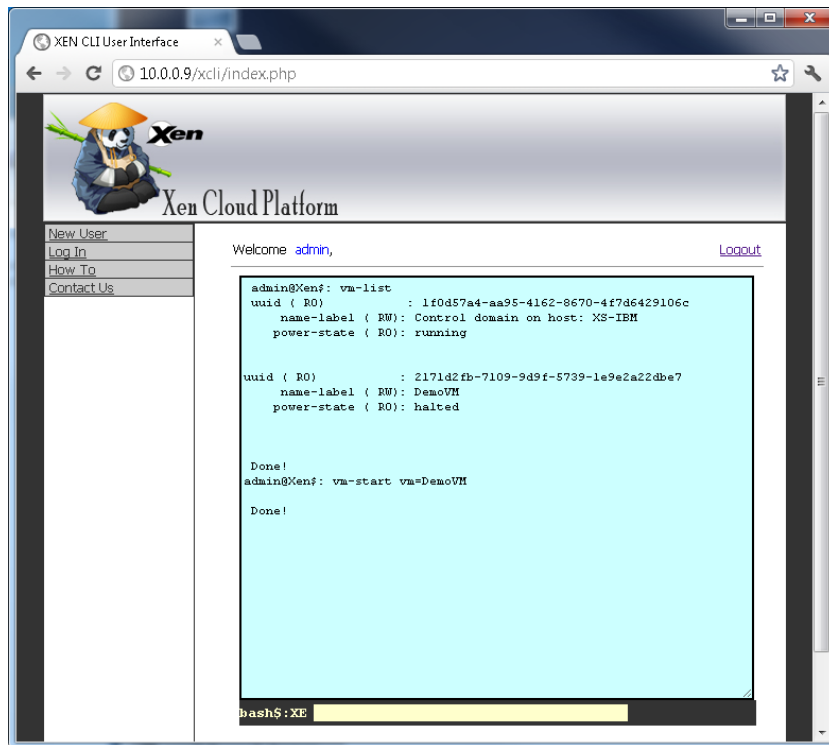 XEN CLI User Interface
10.0.0.9/xcli/index.php
Xen
Xen Cloud Platform
New User
Log In
How To
Contact Us
Welcome admin,
Logout
admin@Xen$: vm-list
uuid ( RO) : 1f0d57a4-aa95-4162-8670-4f7d6429106c
name-label ( RW): Control domain on host: XS-IBM
power-state ( RO): running
uuid ( RO) : 2171d2fb-7109-9d9f-5739-1e9e2a22dbe7
name-label ( RW): DemoVM
power-state ( RO): halted
Done!
admin@Xen$: vm-start vm=DemoVM
Done!
bash$:XE